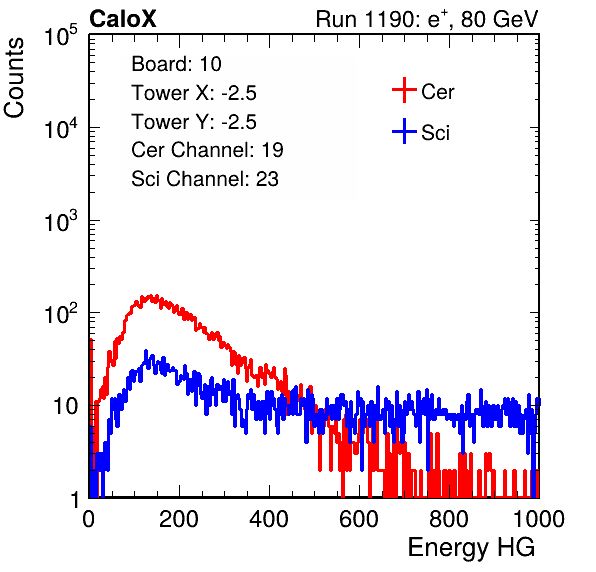 CaloX Run 1190: e⁺, 80 GeV
Counts
10⁵
10⁴
10³
10²
10
1
Board: 10
Tower X: -2.5
Tower Y: -2.5
Cer Channel: 19
Sci Channel: 23
Cer
Sci
0 200 400 600 800 1000
Energy HG